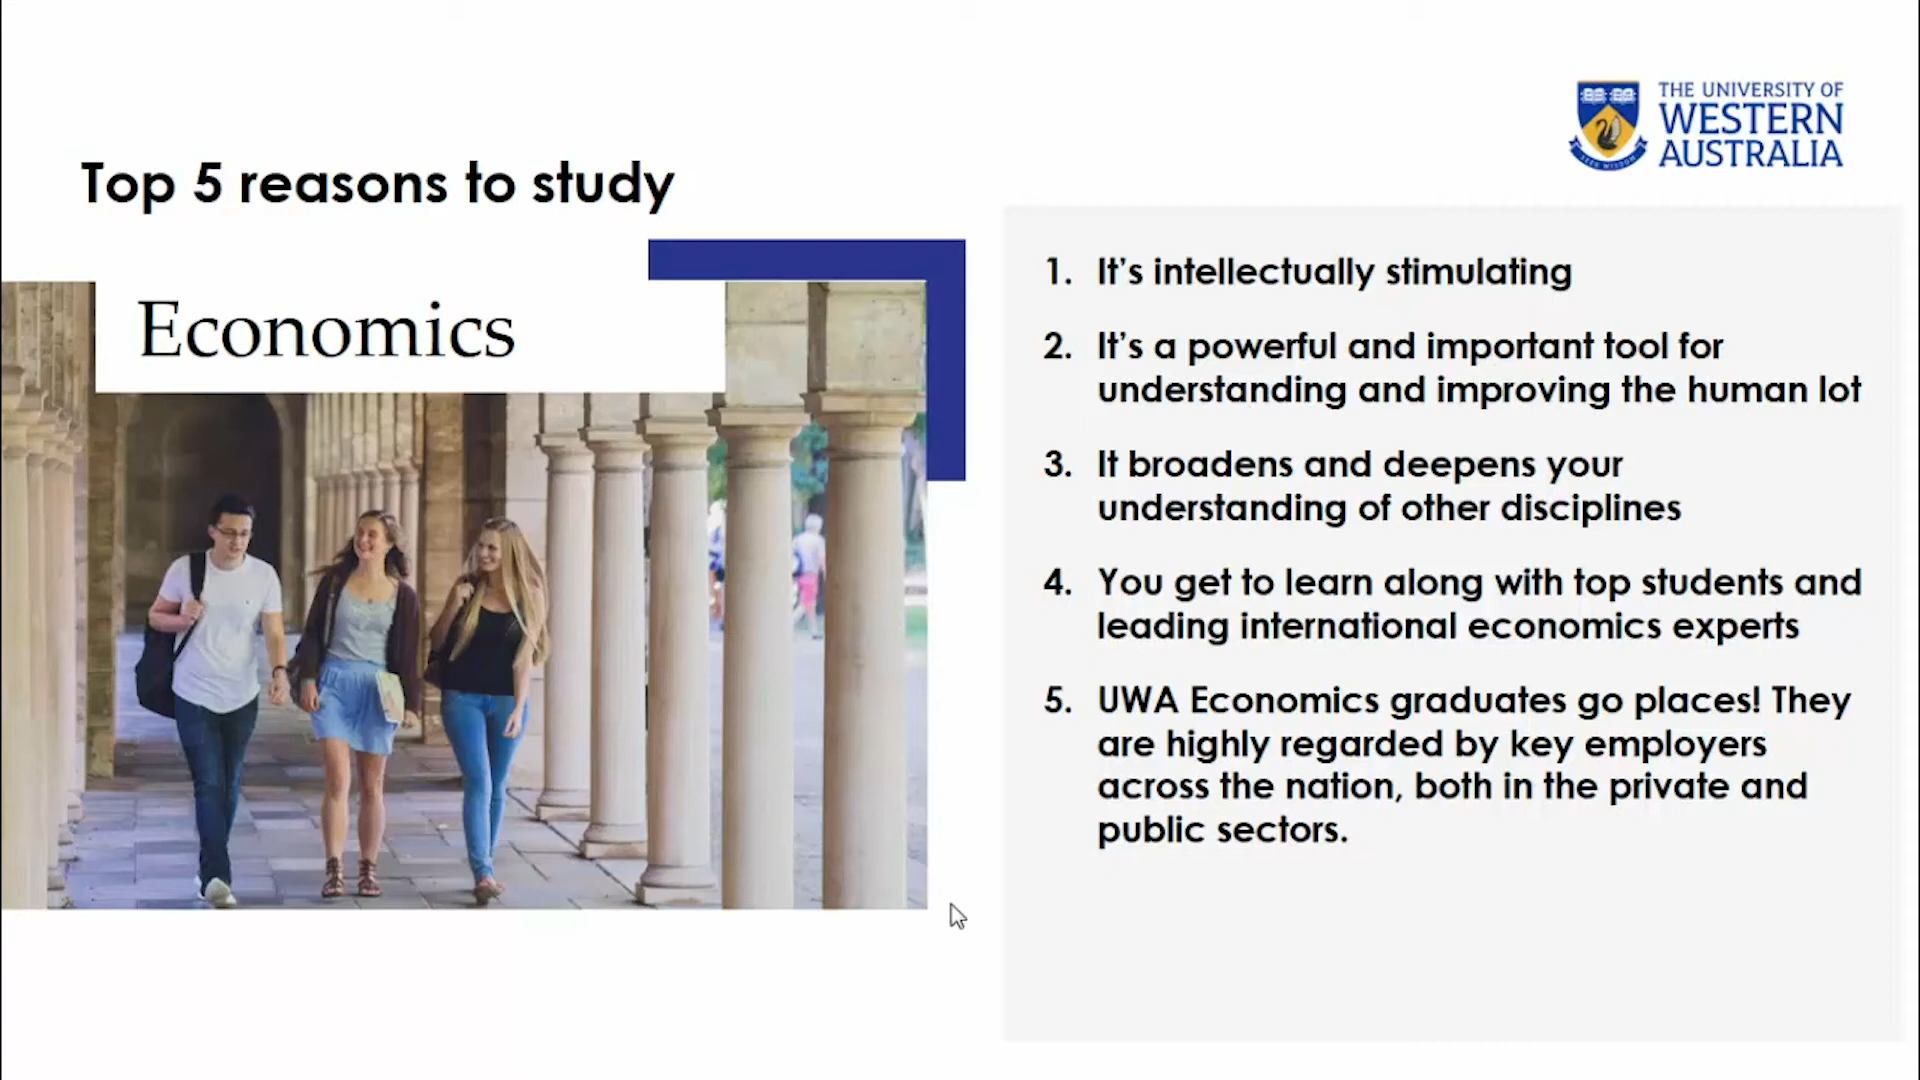 THE UNIVERSITY OF
WESTERN
AUSTRALIA
Top 5 reasons to study
Economics
1. It's intellectually stimulating
2. It's a powerful and important tool for
understanding and improving the human lot
3. It broadens and deepens your
understanding of other disciplines
4. You get to learn along with top students and
leading international economics experts
5. UWA Economics graduates go places! They
are highly regarded by key employers
across the nation, both in the private and
public sectors.